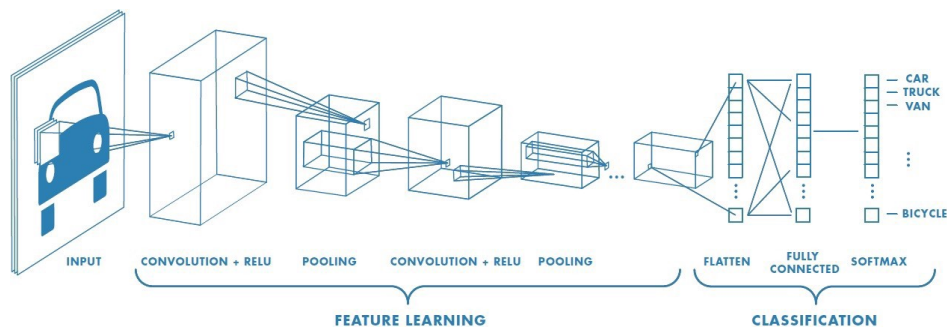 CAR
TRUCK
VAN
BICYCLE
INPUT
CONVOLUTION + RELU
POOLING
CONVOLUTION + RELU
POOLING
FLATTEN
FULLY
CONNECTED
SOFTMAX
FEATURE LEARNING
CLASSIFICATION